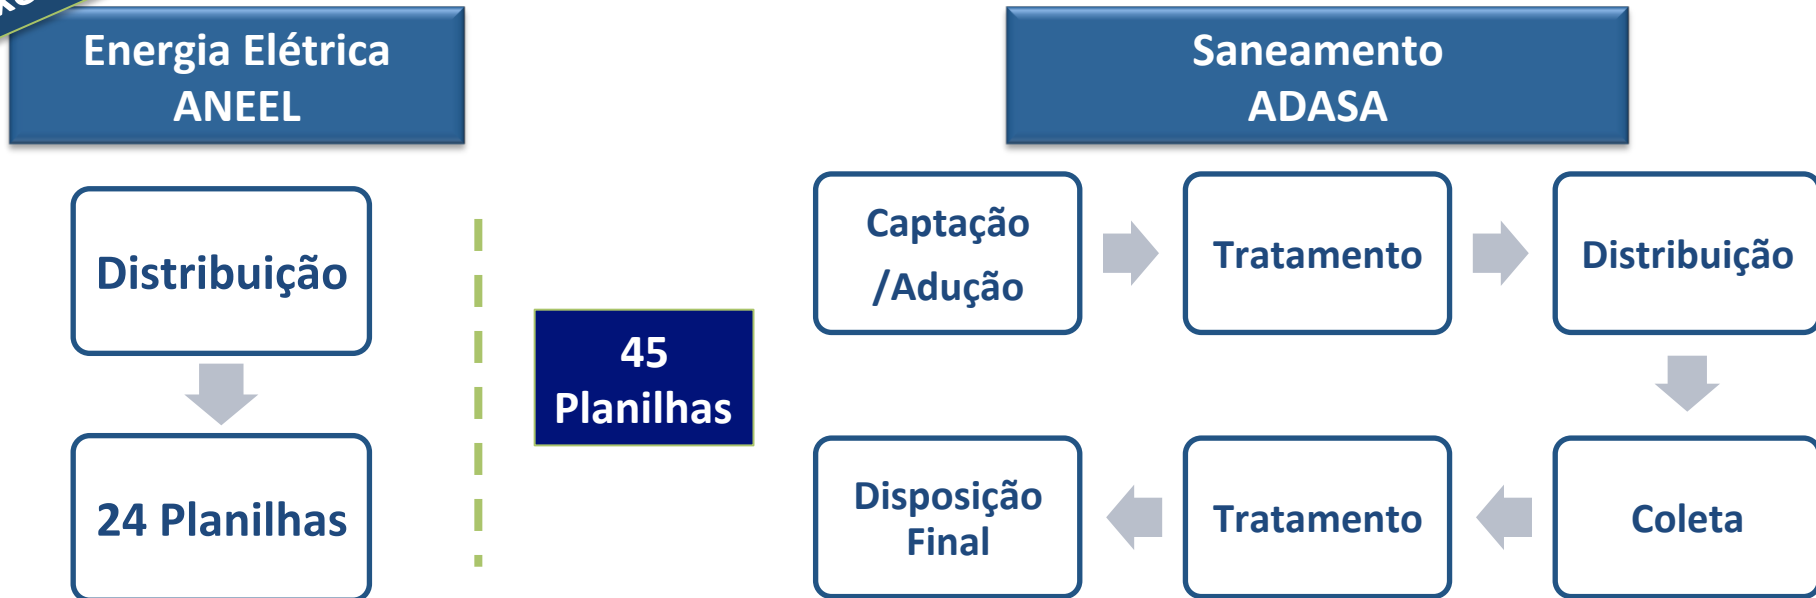 Energia Elétrica
ANEEL
Distribuição
24 Planilhas
45
Planilhas
Saneamento
ADASA
Captação
/Adução
Tratamento
Distribuição
Coleta
Tratamento
Disposição
Final